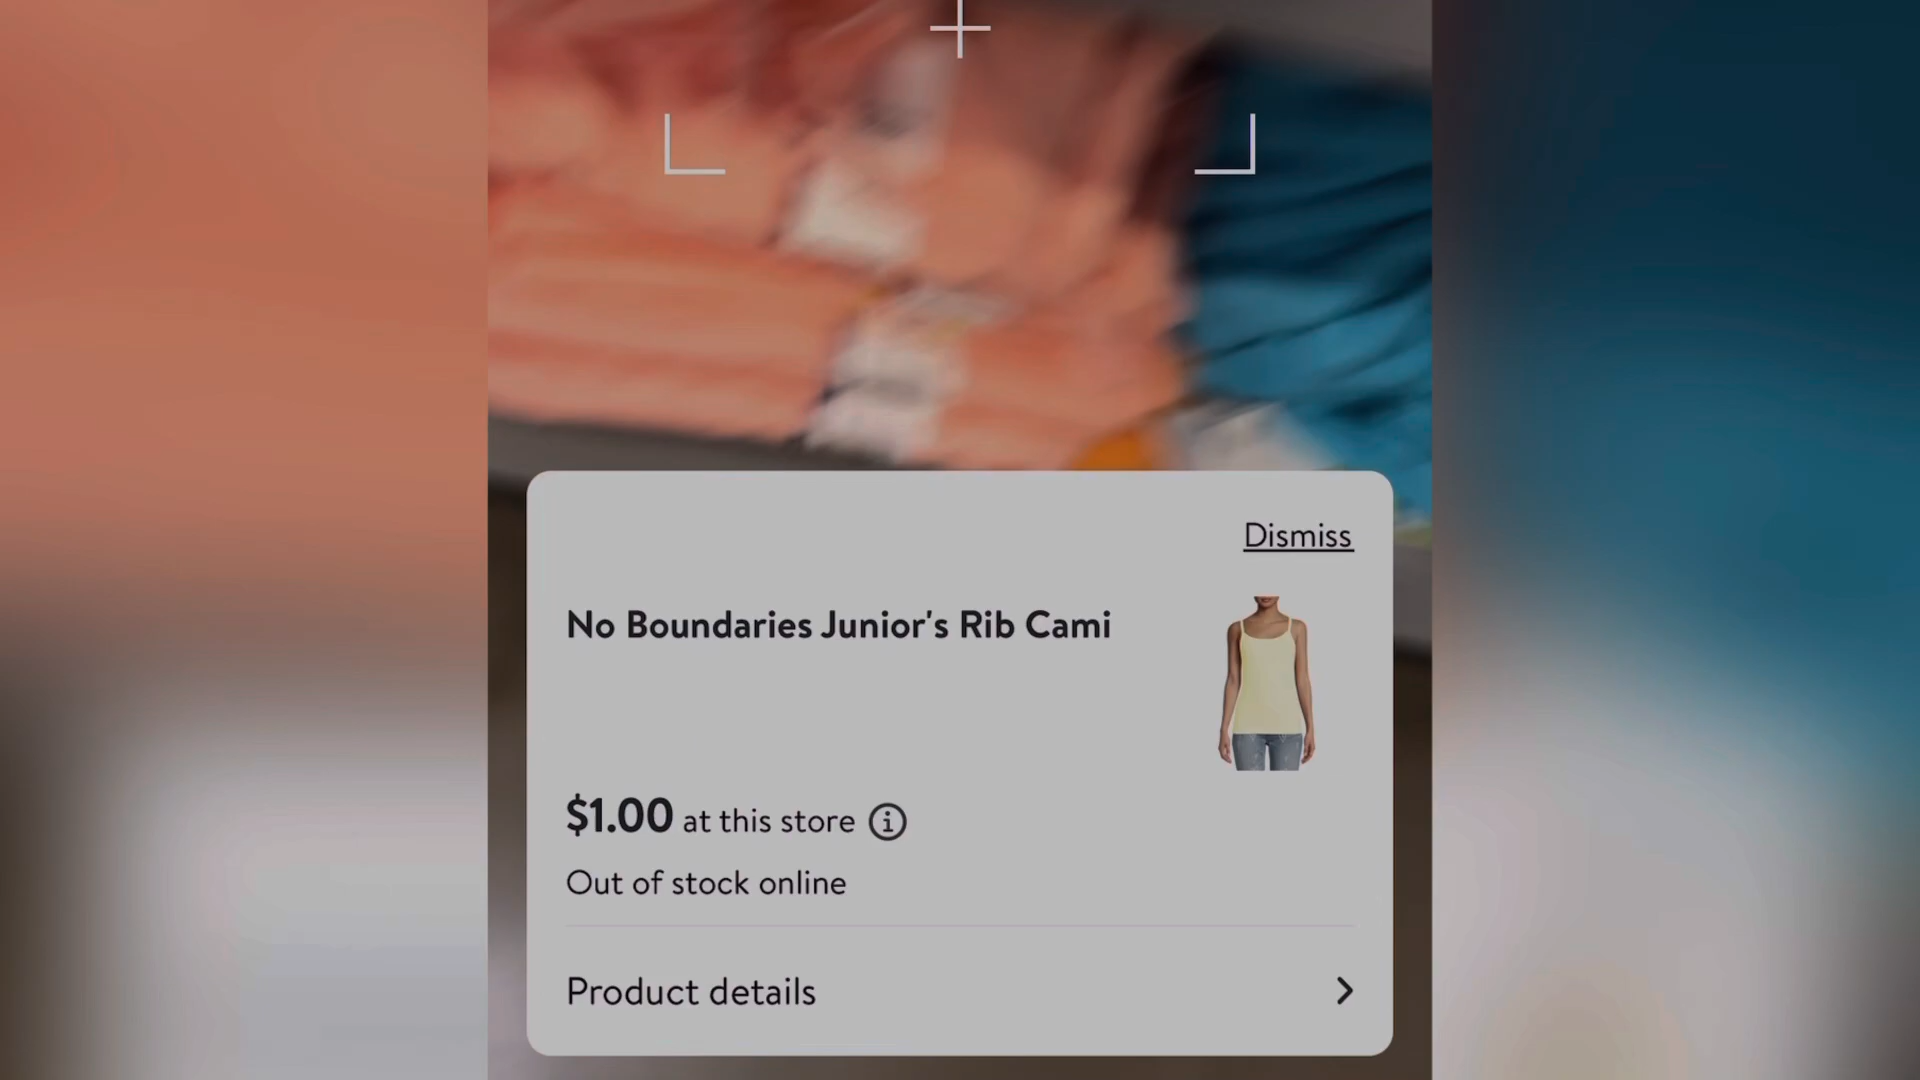 Dismiss
No Boundaries Junior's Rib Cami
$1.00 at this store
Out of stock online
Product details